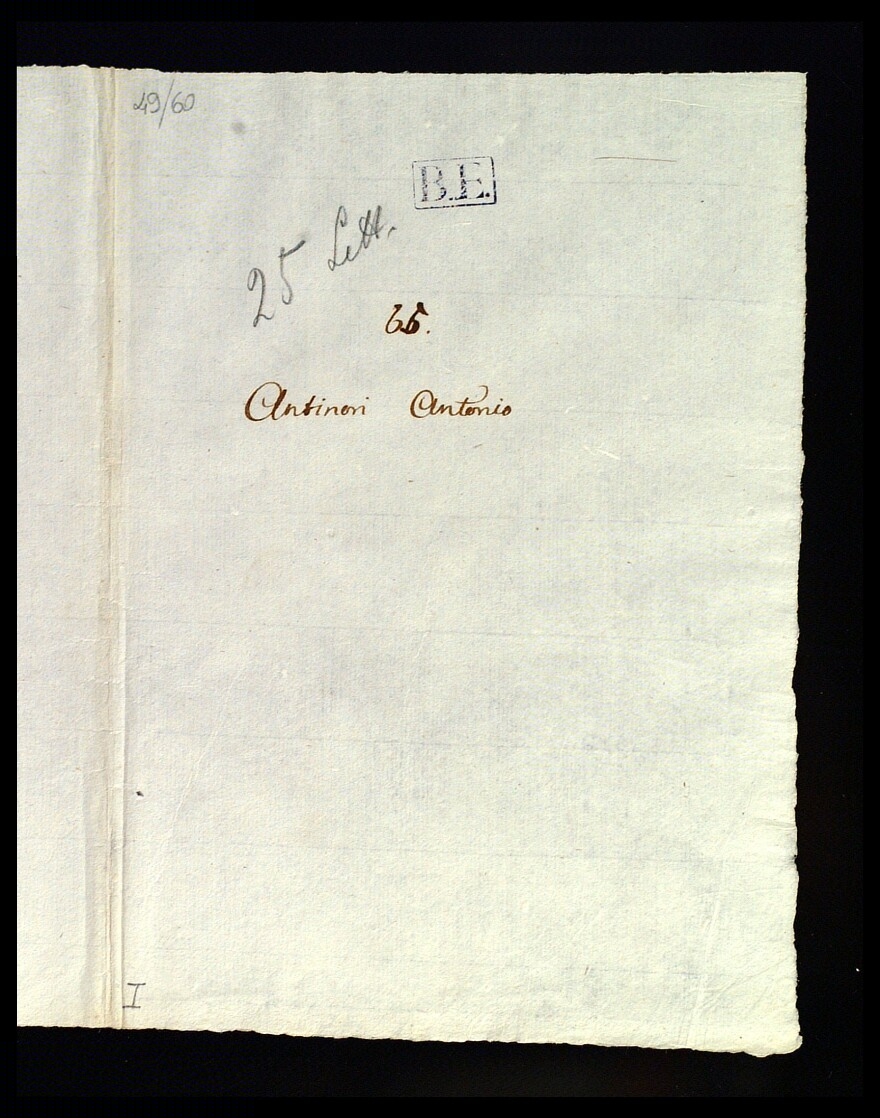 49/60
B.E.
25 Lett.
65.
Antinori Antonio
I